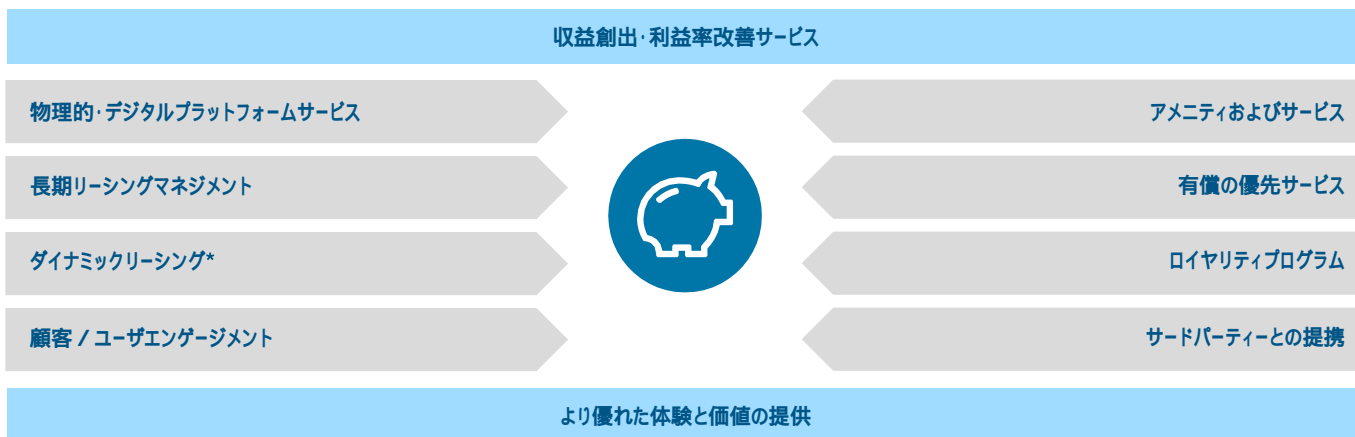 収益創出･利益率改善サービス
物理的･デジタルプラットフォームサービス
アメニティおよびサービス
長期リーシングマネジメント
有償の優先サービス
ダイナミックリーシング*
ロイヤリティプログラム
顧客 / ユーザエンゲージメント
サードパーティーとの提携
より優れた体験と価値の提供